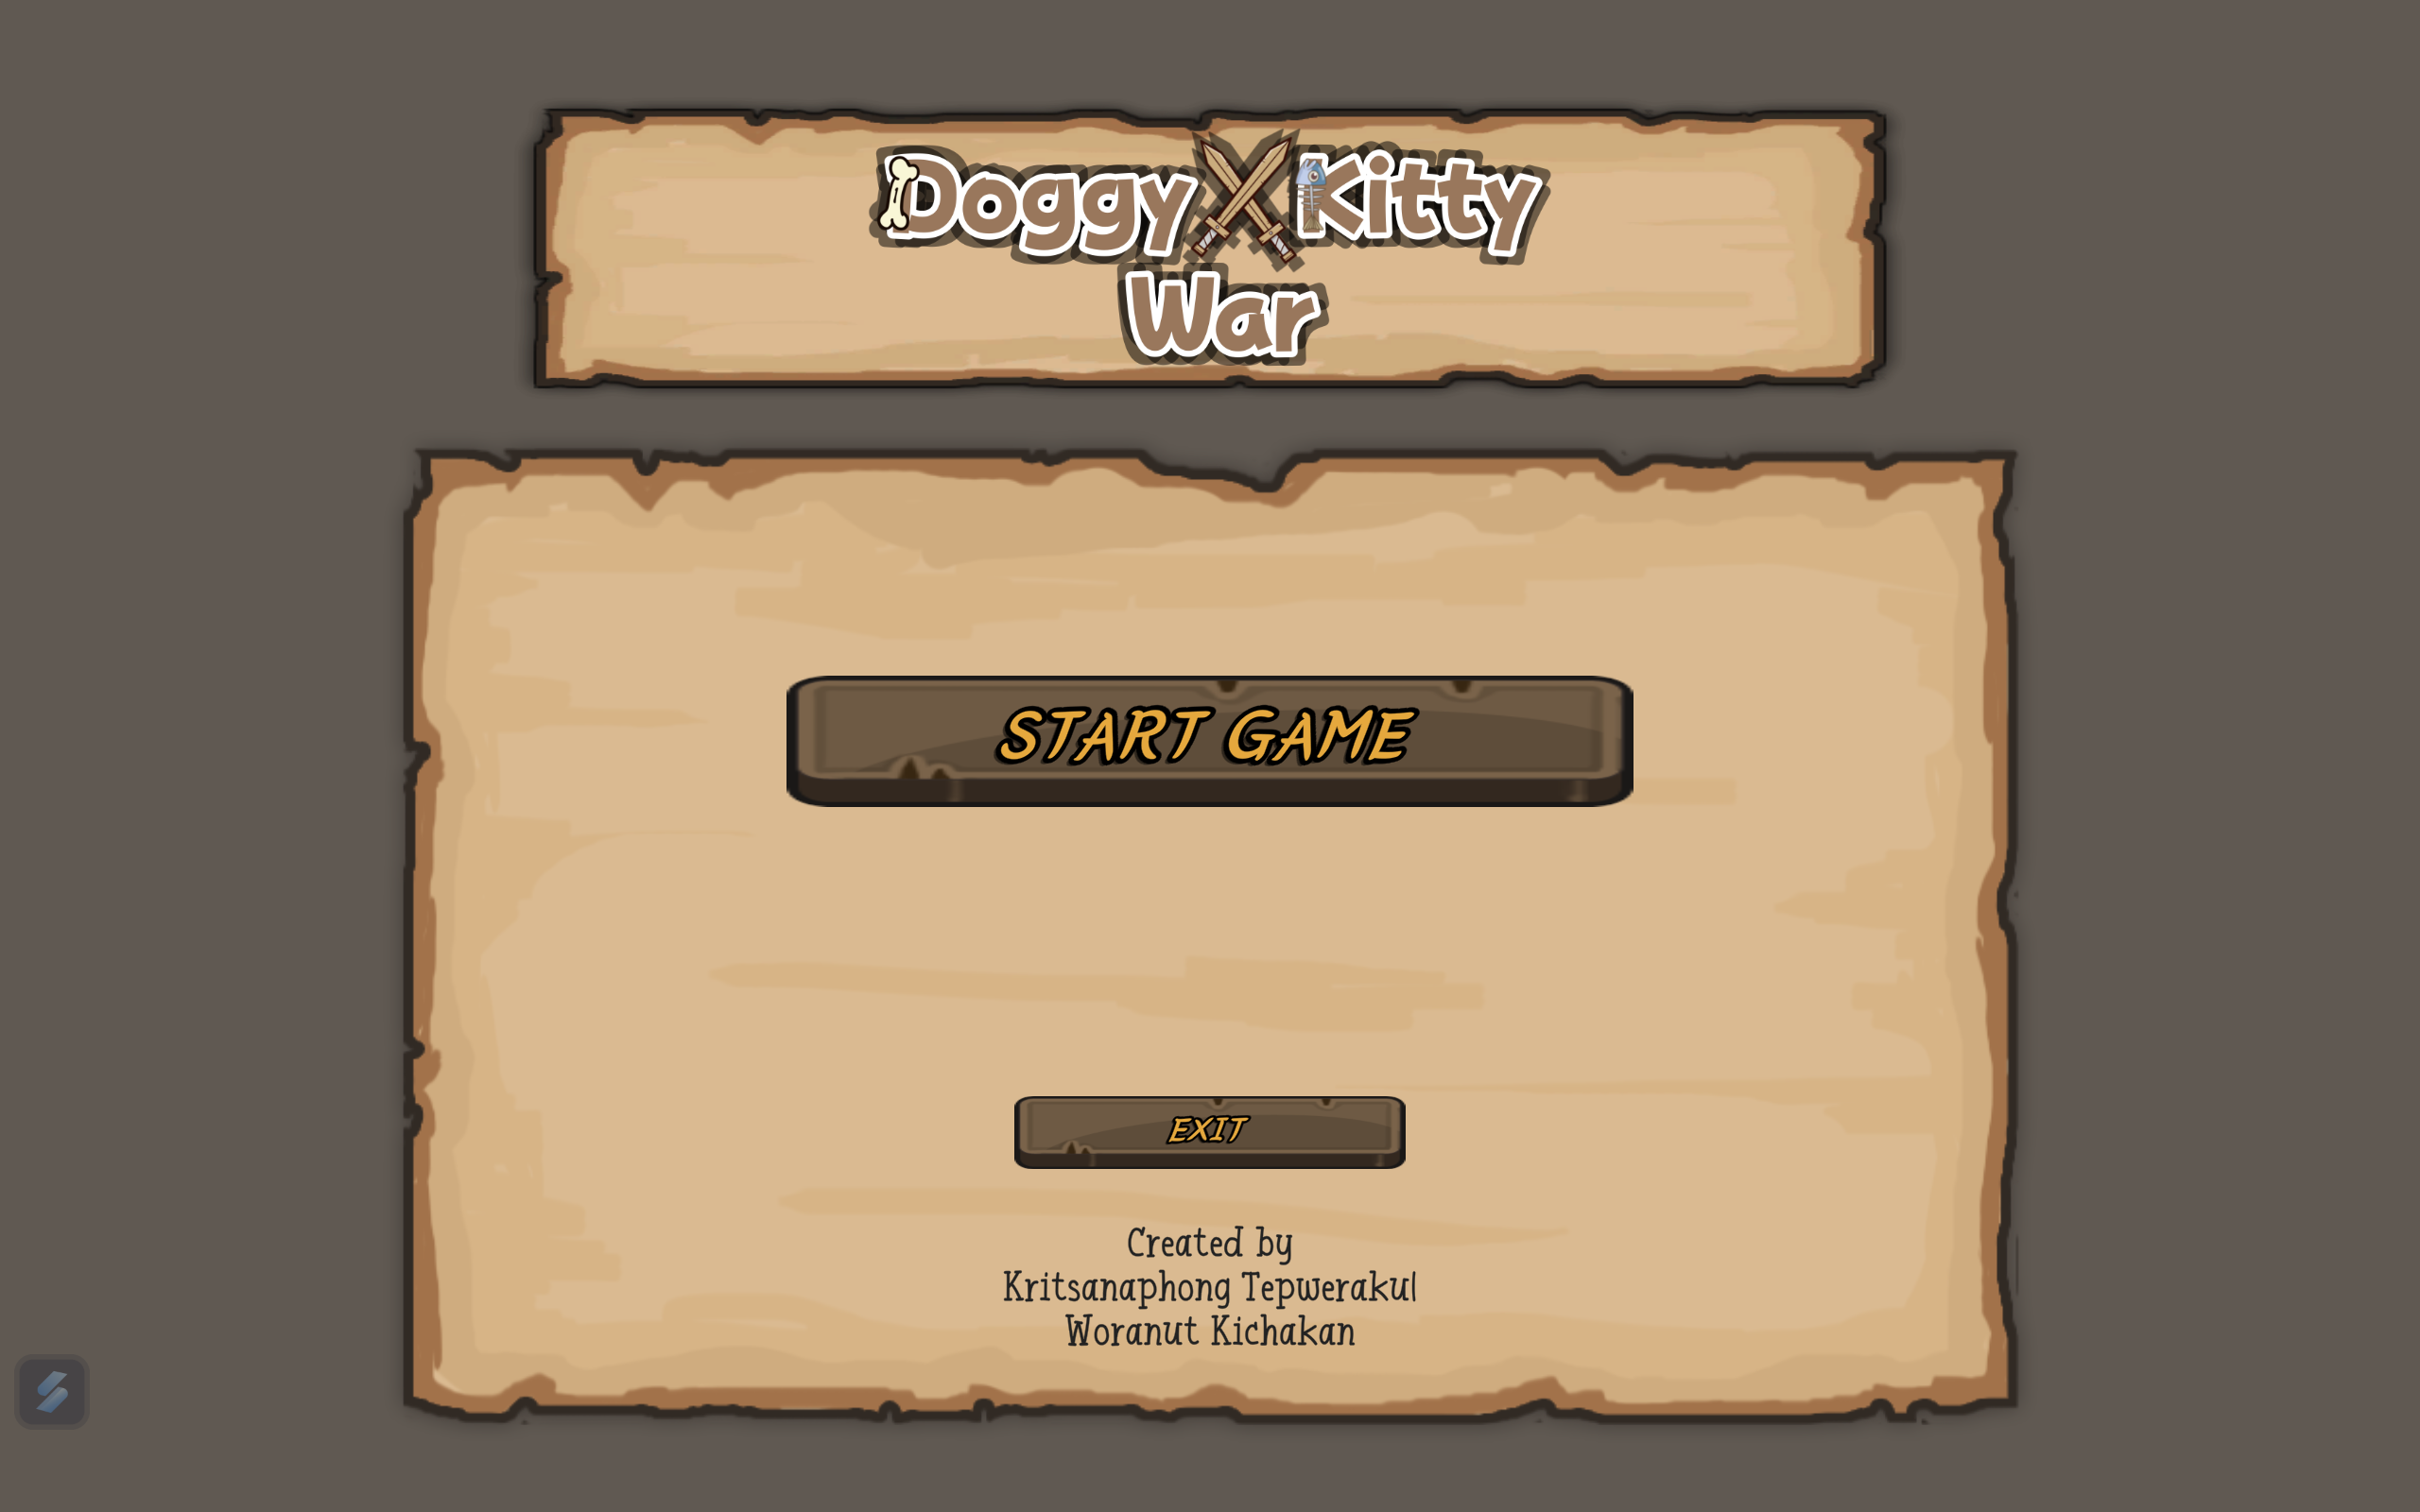 Doggy Kitty
War
START GAME
EXIT
Created by
Kritsanaphong Tepwerakul
Woranut Kichakan